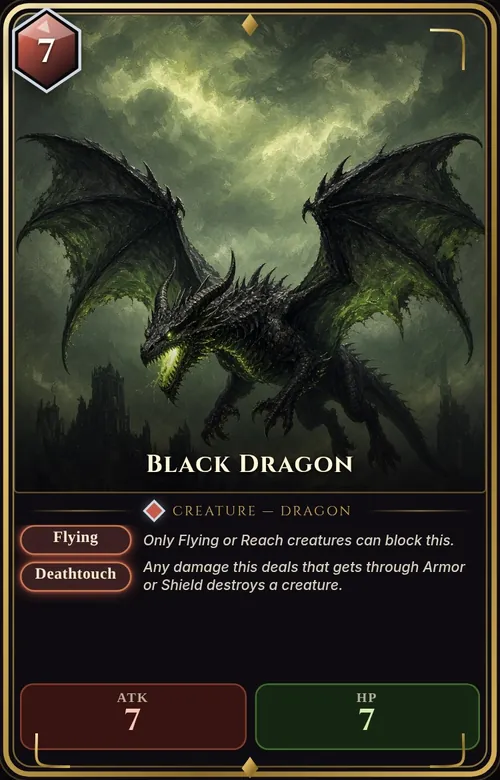 7
Black Dragon
CREATURE — DRAGON
Flying
Only Flying or Reach creatures can block this.
Deathtouch
Any damage this deals that gets through Armor
or Shield destroys a creature.
ATK
7
HP
7